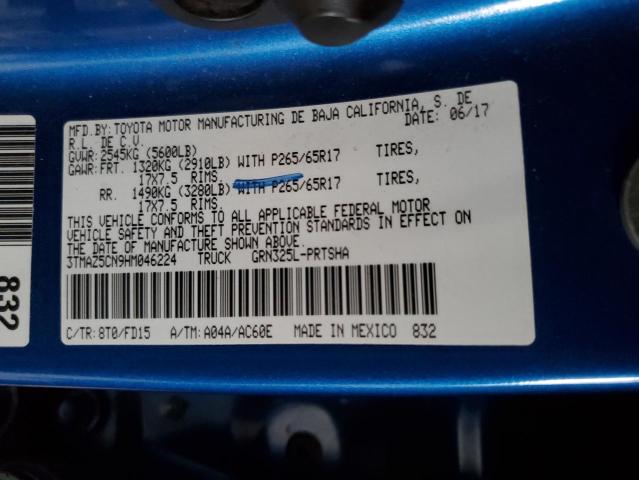 MFD.BY: TOYOTA MOTOR MANUFACTURING DE BAJA CALIFORNIA, S. DE
R.L. DE C.V. DATE: 06/17
GVWR: 2545KG (5600LB)
GAWR: FRT. 1320KG (2910LB) WITH P265/65R17 TIRES,
17X7.5 RIMS.
RR. 1490KG (3280LB) WITH P265/65R17 TIRES,
17X7.5 RIMS.
THIS VEHICLE CONFORMS TO ALL APPLICABLE FEDERAL MOTOR
VEHICLE SAFETY AND THEFT PREVENTION STANDARDS IN EFFECT ON
THE DATE OF MANUFACTURE SHOWN ABOVE.
3TMAZ5CN9HM046224 TRUCK GRN325L-PRTSHA
C/TR: 8T0/FD15 A/TM: A04A/AC60E MADE IN MEXICO 832
832